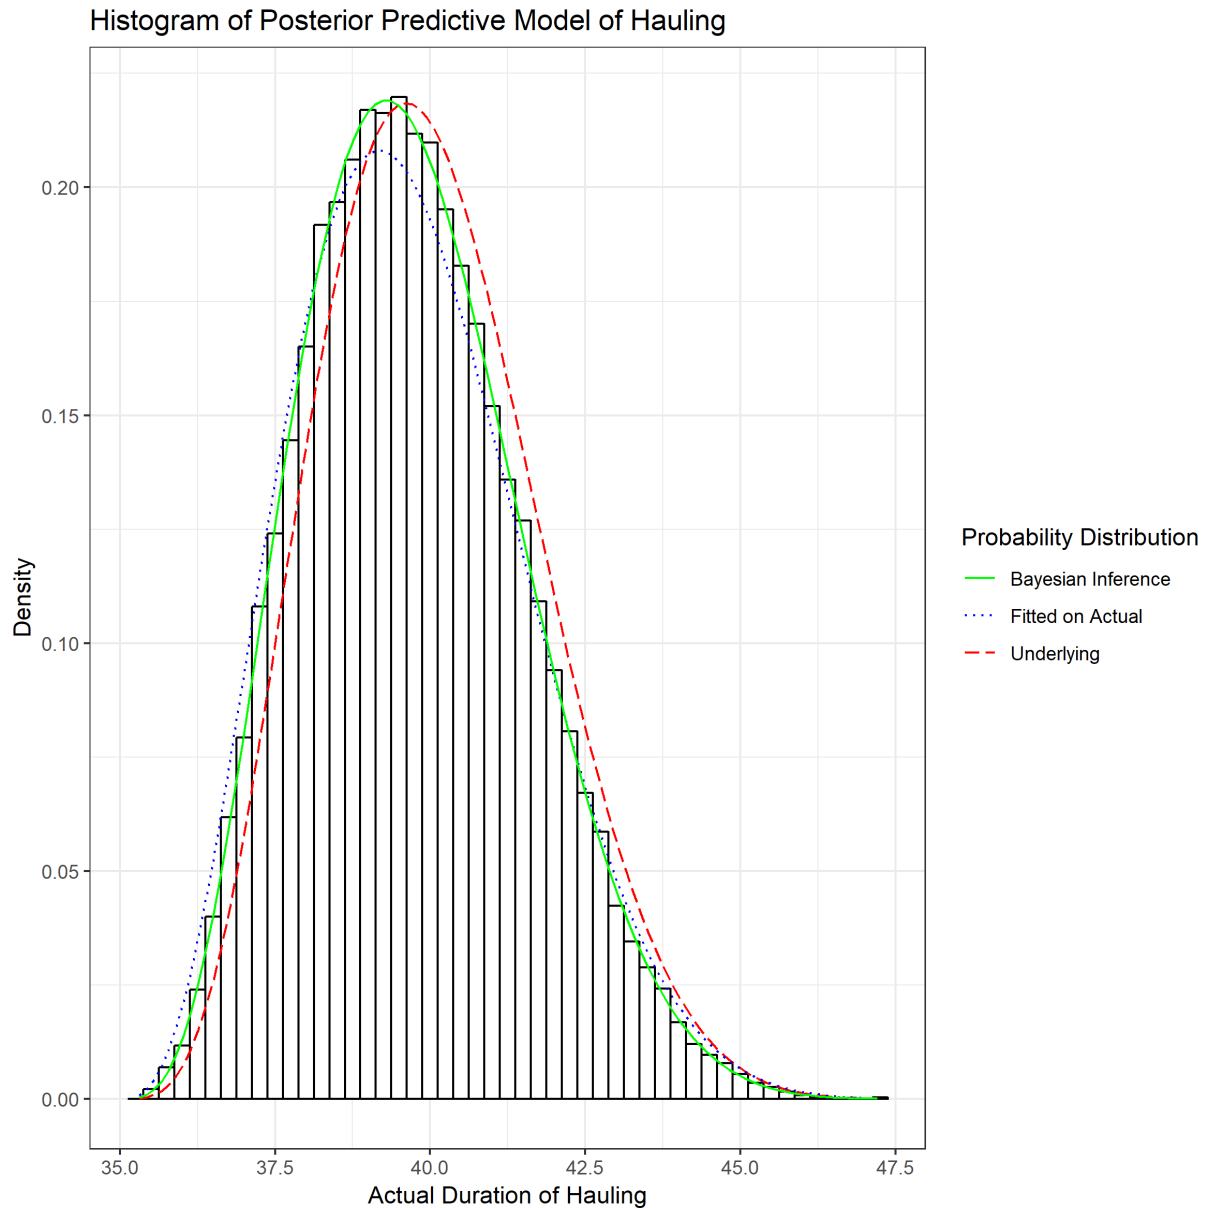 Histogram of Posterior Predictive Model of Hauling
Density
0.20
0.15
0.10
0.05
0.00
35.0 37.5 40.0 42.5 45.0 47.5
Actual Duration of Hauling
Probability Distribution
Bayesian Inference
Fitted on Actual
Underlying